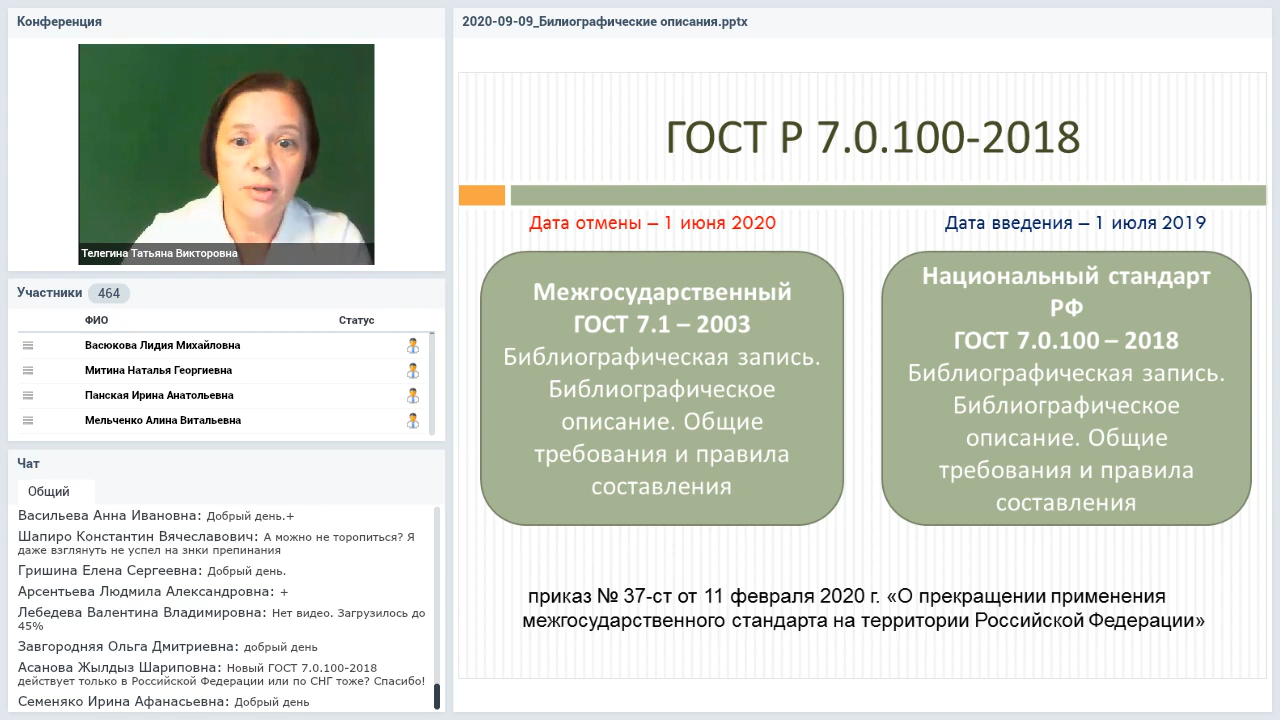 Конференция
Телегина Татьяна Викторовна
Участники 464
ФИО Статус
Васюкова Лидия Михайловна
Митина Наталья Георгиевна
Панская Ирина Анатольевна
Мельченко Алина Витальевна
Чат
Общий
Васильева Анна Ивановна: Добрый день.+
Шапиро Константин Вячеславович: А можно не торопиться? Я
даже взглянуть не успел на знки препинания
Гришина Елена Сергеевна: Добрый день.
Арсентьева Людмила Александровна: +
Лебедева Валентина Владимировна: Нет видео. Загрузилось до
45%
Завгородняя Ольга Дмитриевна: добрый день
Асанова Жылдыз Шариповна: Новый ГОСТ 7.0.100-2018
действует только в Российской Федерации или по СНГ тоже? Спасибо!
Семеняко Ирина Афанасьевна: Добрый день
2020-09-09_Билиографические описания.pptx
ГОСТ Р 7.0.100-2018
Дата отмены – 1 июня 2020
Межгосударственный
ГОСТ 7.1 – 2003
Библиографическая запись.
Библиографическое
описание. Общие
требования и правила
составления
Дата введения – 1 июля 2019
Национальный стандарт
РФ
ГОСТ 7.0.100 – 2018
Библиографическая запись.
Библиографическое
описание. Общие
требования и правила
составления
приказ № 37-ст от 11 февраля 2020 г. «О прекращении применения
межгосударственного стандарта на территории Российской Федерации»